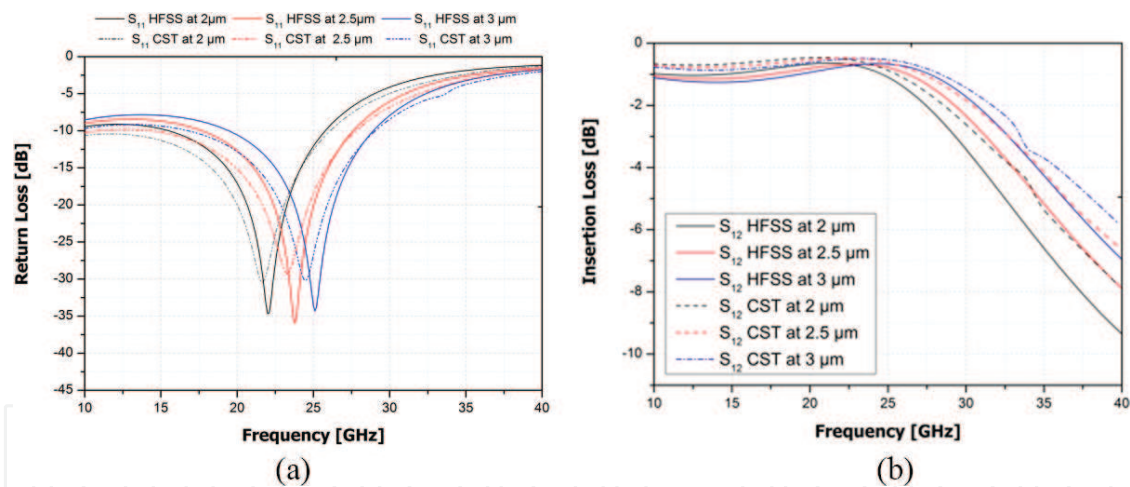 S11 HFSS at 2μm S11 HFSS at 2.5μm S11 HFSS at 3 μm
S11 CST at 2 μm S11 CST at 2.5 μm S11 CST at 3 μm
0
-5
-10
-15
-20
-25
-30
-35
-40
-45
Return Loss [dB]
10 15 20 25 30 35 40
Frequency [GHz]
(a)
0
-2
-4
-6
-8
-10
Insertion Loss [dB]
S12 HFSS at 2 μm
S12 HFSS at 2.5 μm
S12 HFSS at 3 μm
S12 CST at 2 μm
S12 CST at 2.5 μm
S12 CST at 3 μm
10 15 20 25 30 35 40
Frequency [GHz]
(b)